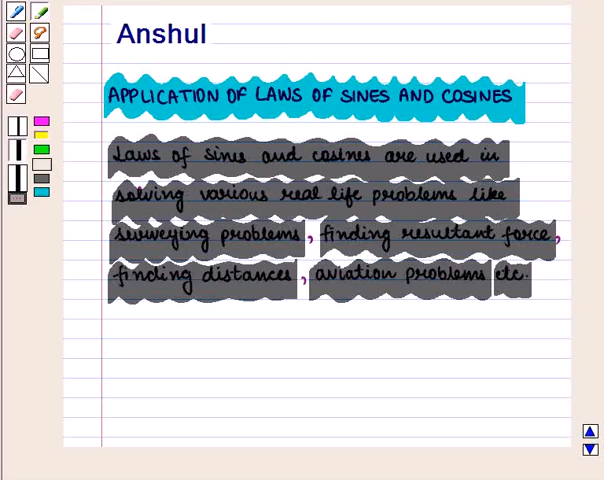 Anshul
APPLICATION OF LAWS OF SINES AND COSINES
Laws of sines and cosines are used in
solving various real life problems like
surveying problems, finding resultant force,
finding distances, aviation problems etc.